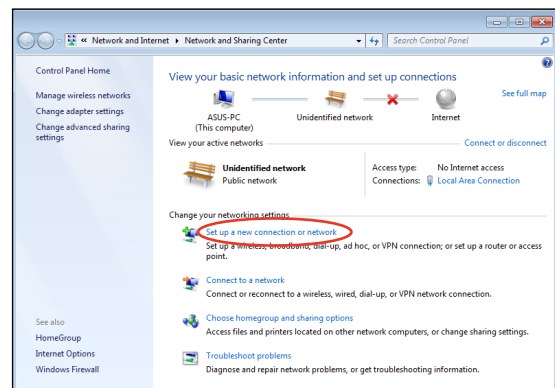 « Network and Internet ▸ Network and Sharing Center
Search Control Panel
Control Panel Home
Manage wireless networks
Change adapter settings
Change advanced sharing
settings
See also
HomeGroup
Internet Options
Windows Firewall
View your basic network information and set up connections
See full map
ASUS-PC
(This computer)
Unidentified network
Internet
View your active networks
Connect or disconnect
Unidentified network
Public network
Access type: No Internet access
Connections: Local Area Connection
Change your networking settings
Set up a new connection or network
Set up a wireless, broadband, dial-up, ad hoc, or VPN connection; or set up a router or access
point.
Connect to a network
Connect or reconnect to a wireless, wired, dial-up, or VPN network connection.
Choose homegroup and sharing options
Access files and printers located on other network computers, or change sharing settings.
Troubleshoot problems
Diagnose and repair network problems, or get troubleshooting information.